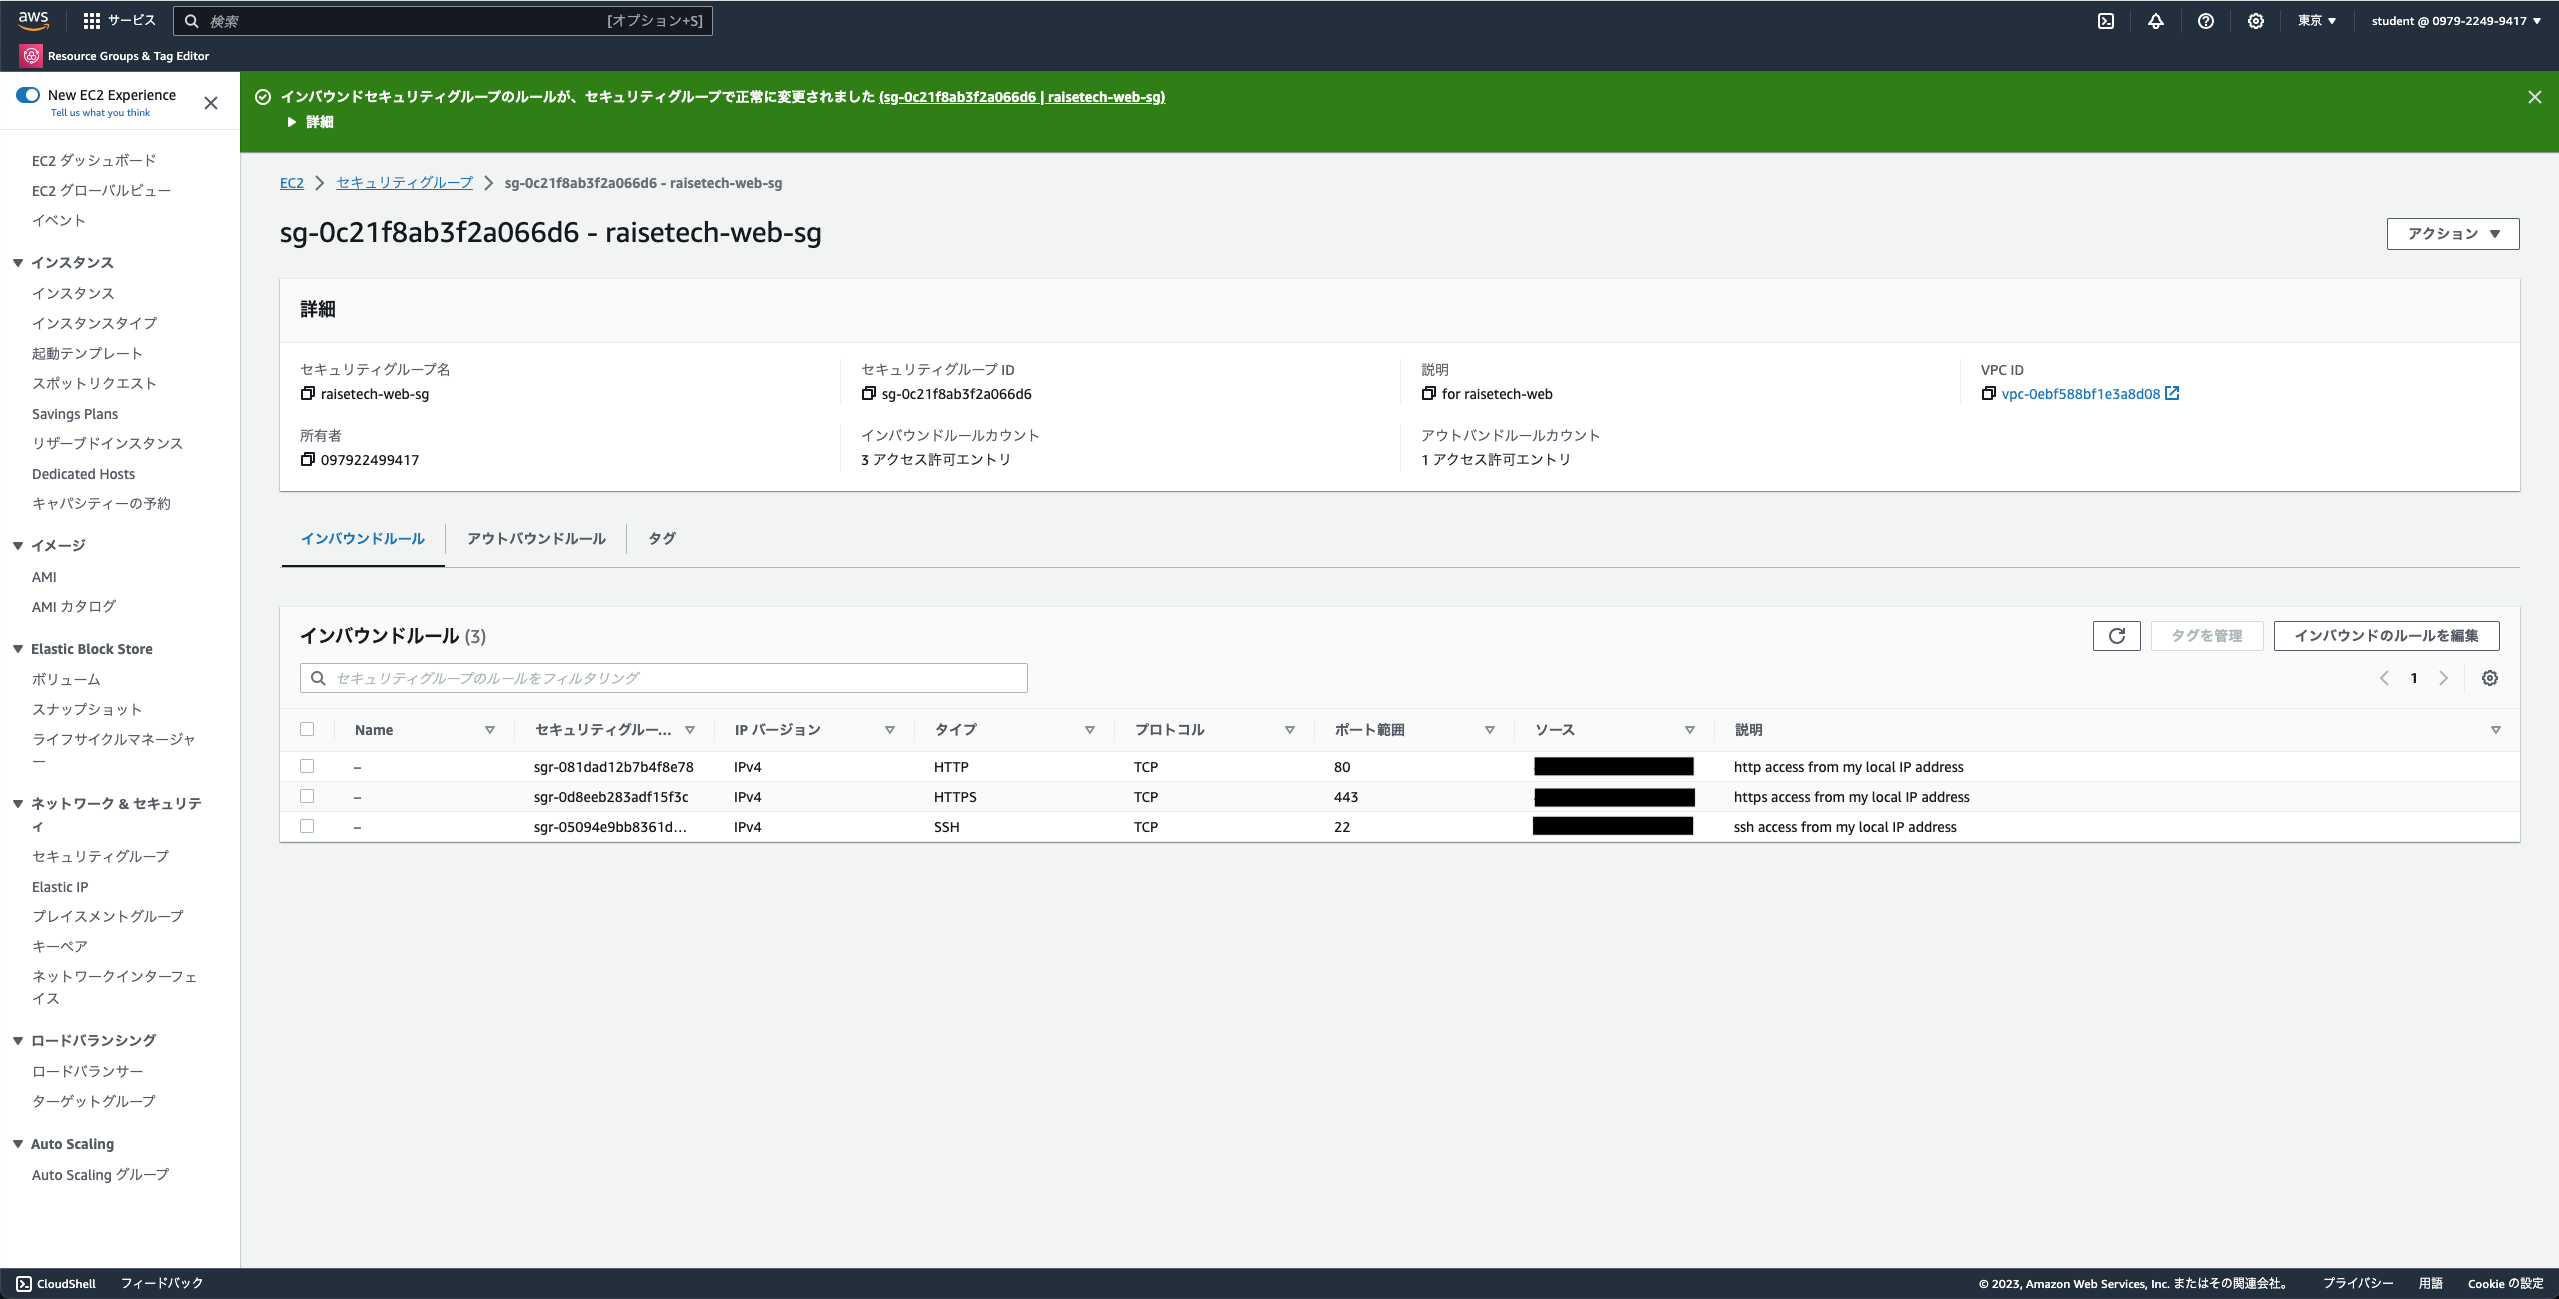 aws
サービス
検索
[オプション+S]
東京 ▼
student @ 0979-2249-9417 ▼
Resource Groups & Tag Editor
New EC2 Experience
Tell us what you think
EC2 ダッシュボード
EC2 グローバルビュー
イベント
▼ インスタンス
インスタンス
インスタンスタイプ
起動テンプレート
スポットリクエスト
Savings Plans
リザーブドインスタンス
Dedicated Hosts
キャパシティーの予約
▼ イメージ
AMI
AMI カタログ
▼ Elastic Block Store
ボリューム
スナップショット
ライフサイクルマネージャ
ー
▼ ネットワーク & セキュリテ
ィ
セキュリティグループ
Elastic IP
プレイスメントグループ
キーペア
ネットワークインターフェ
イス
▼ ロードバランシング
ロードバランサー
ターゲットグループ
▼ Auto Scaling
Auto Scaling グループ
インバウンドセキュリティグループのルールが、セキュリティグループで正常に変更されました (sg-0c21f8ab3f2a066d6 | raisetech-web-sg)
▶ 詳細
EC2 > セキュリティグループ > sg-0c21f8ab3f2a066d6 - raisetech-web-sg
sg-0c21f8ab3f2a066d6 - raisetech-web-sg
アクション ▼
詳細
セキュリティグループ名
raisetech-web-sg
セキュリティグループ ID
sg-0c21f8ab3f2a066d6
説明
for raisetech-web
VPC ID
vpc-0ebf588bf1e3a8d08
所有者
097922499417
インバウンドルールカウント
3 アクセス許可エントリ
アウトバンドルールカウント
1 アクセス許可エントリ
インバウンドルール
アウトバウンドルール
タグ
インバウンドルール (3)
タグを管理
インバウンドのルールを編集
セキュリティグループのルールをフィルタリング
1
Name セキュリティグルー... IP バージョン タイプ プロトコル ポート範囲 ソース 説明
– sgr-081dad12b7b4f8e78 IPv4 HTTP TCP 80 http access from my local IP address
– sgr-0d8eeb283adf15f3c IPv4 HTTPS TCP 443 https access from my local IP address
– sgr-05094e9bb8361d... IPv4 SSH TCP 22 ssh access from my local IP address
CloudShell
フィードバック
© 2023, Amazon Web Services, Inc. またはその関連会社。
プライバシー
用語
Cookie の設定